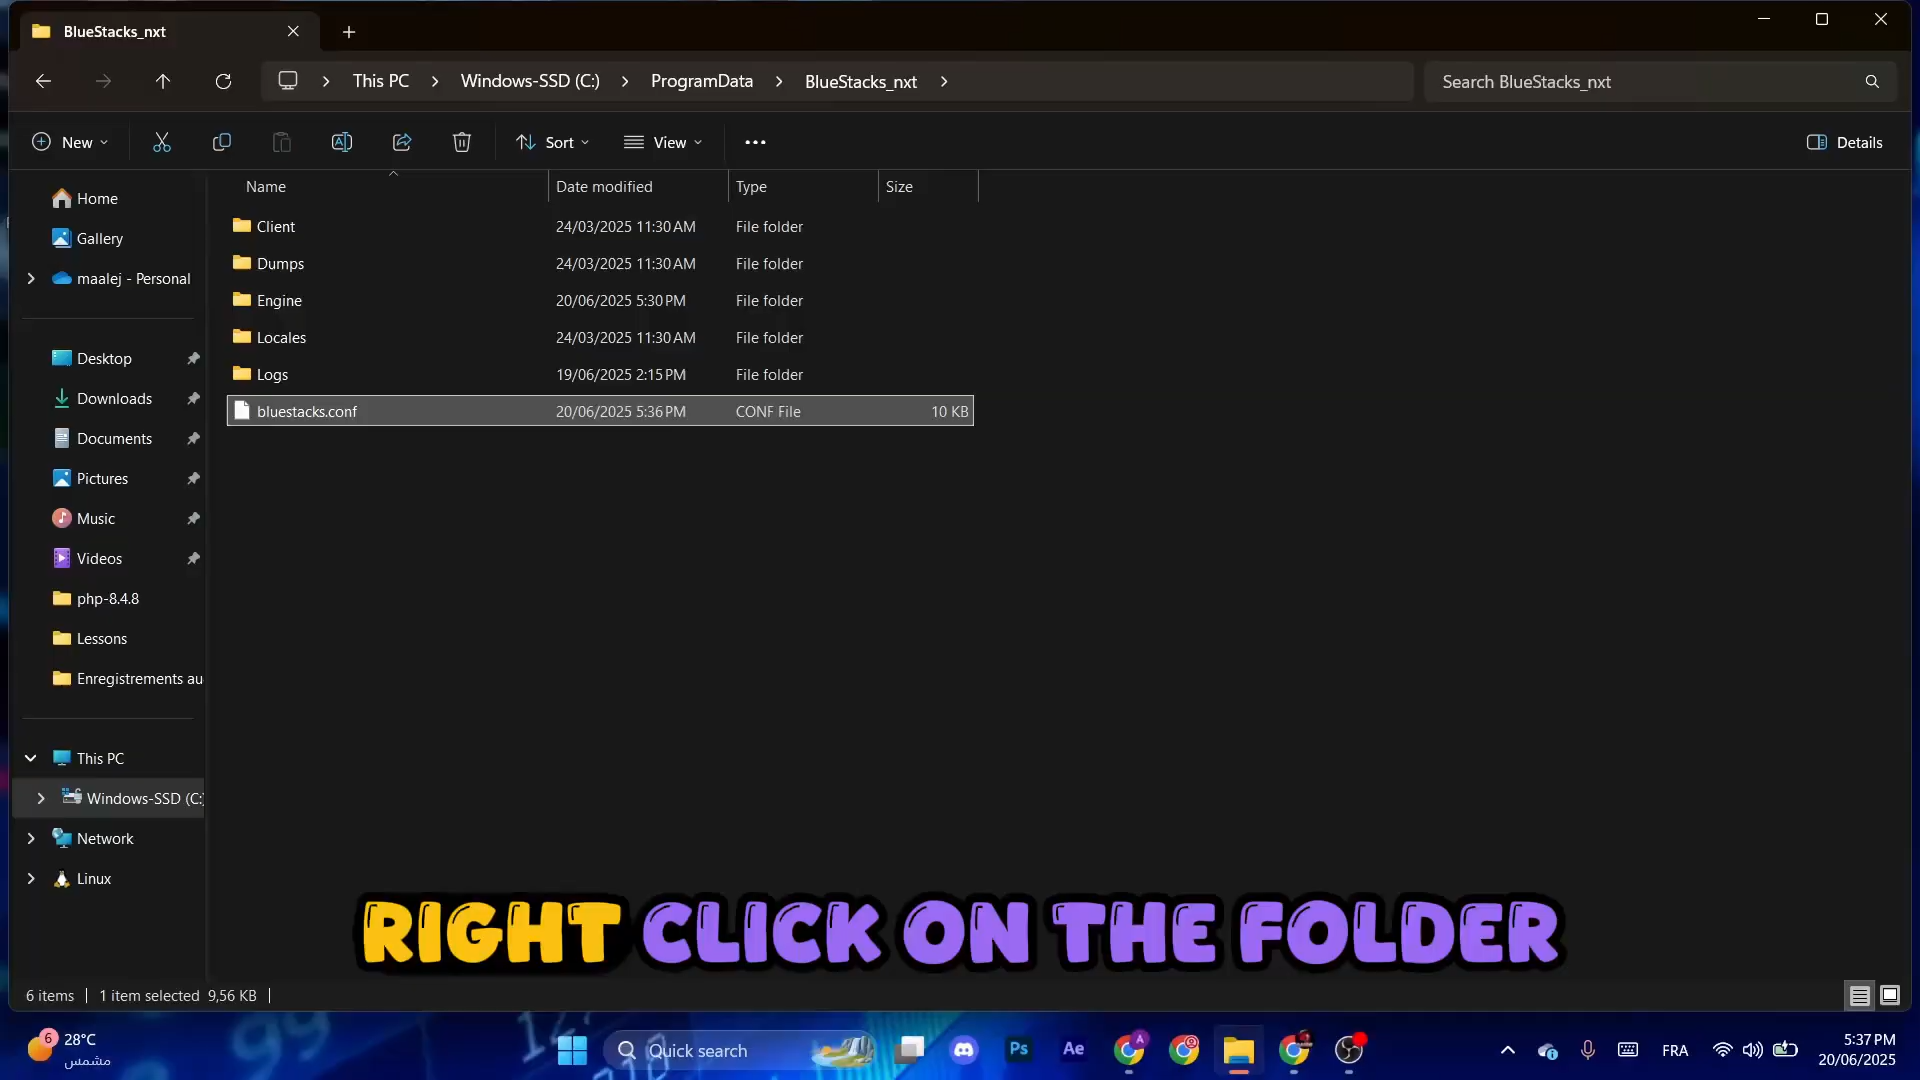 BlueStacks_nxt
This PC
Windows-SSD (C:)
ProgramData
BlueStacks_nxt
Search BlueStacks_nxt
New
Sort
View
Details
Name
Date modified
Type
Size
Client
24/03/2025 11:30 AM
File folder
Dumps
24/03/2025 11:30 AM
File folder
Engine
20/06/2025 5:30 PM
File folder
Locales
24/03/2025 11:30 AM
File folder
Logs
19/06/2025 2:15 PM
File folder
bluestacks.conf
20/06/2025 5:36 PM
CONF File
10 KB
Home
Gallery
maalej - Personal
Desktop
Downloads
Documents
Pictures
Music
Videos
php-8.4.8
Lessons
Enregistrements au
This PC
Windows-SSD (C:)
Network
Linux
RIGHT CLICK ON THE FOLDER
6 items
1 item selected 9,56 KB
6
28°C
مشمس
Quick search
Ps
Ae
A
FRA
5:37 PM
20/06/2025